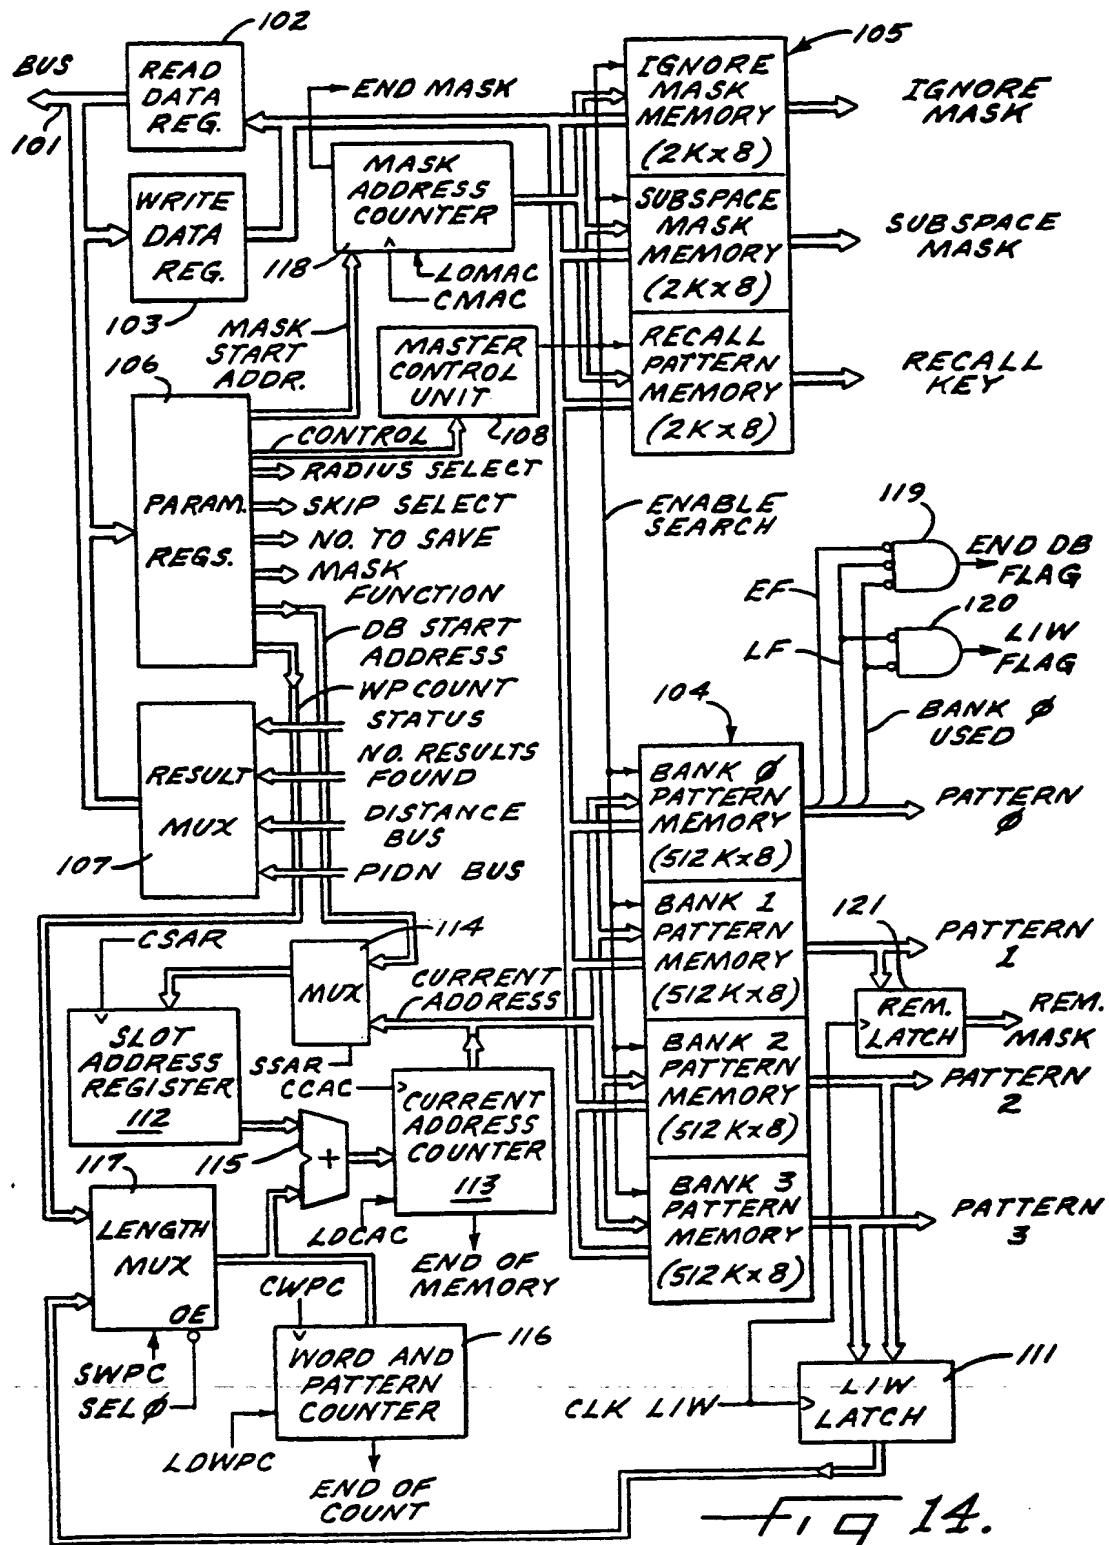 102
105
BUS
101
READ
DATA
REG.
END MASK
IGNORE
MASK
MEMORY
(2K x 8)
IGNORE
MASK
WRITE
DATA
REG.
103
MASK
ADDRESS
COUNTER
118
LOMAC
CMAC
SUBSPACE
MASK
MEMORY
(2K x 8)
SUBSPACE
MASK
MASK
START
ADDR.
MASTER
CONTROL
UNIT
108
RECALL
PATTERN
MEMORY
(2K x 8)
RECALL
KEY
106
PARAM.
REGS.
CONTROL
RADIUS SELECT
SKIP SELECT
NO. TO SAVE
MASK
FUNCTION
DB START
ADDRESS
WP COUNT
ENABLE
SEARCH
119
END DB
FLAG
EF
120
LF
LIW
FLAG
BANK Ø
USED
STATUS
NO. RESULTS
FOUND
DISTANCE
BUS
PIDN BUS
RESULT
MUX
107
104
BANK Ø
PATTERN
MEMORY
(512K x 8)
PATTERN
Ø
CSAR
114
MUX
CURRENT
ADDRESS
BANK 1
PATTERN
MEMORY
(512K x 8)
121
PATTERN
1
REM.
LATCH
REM.
MASK
SLOT
ADDRESS
REGISTER
112
SSAR
CCAC
BANK 2
PATTERN
MEMORY
(512K x 8)
PATTERN
2
CURRENT
ADDRESS
COUNTER
113
115
+
117
LENGTH
MUX
OE
LDCAC
END OF
MEMORY
BANK 3
PATTERN
MEMORY
(512K x 8)
PATTERN
3
CWPC
SWPC
SELØ
WORD AND
PATTERN
COUNTER
116
LDWPC
END OF
COUNT
CLK LIW
LIW
LATCH
111
Fig 14.